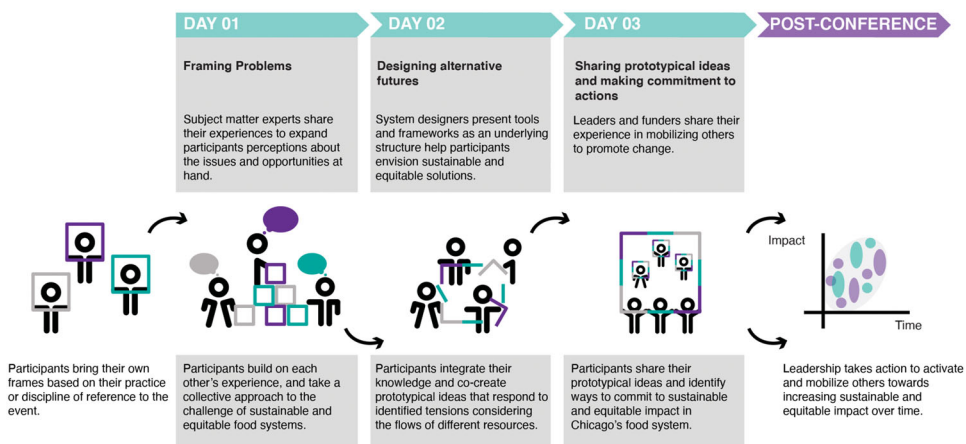 DAY 01
DAY 02
DAY 03
POST-CONFERENCE
Framing Problems
Subject matter experts share
their experiences to expand
participants perceptions about
the issues and opportunities at
hand.
Designing alternative
futures
System designers present tools
and frameworks as an underlying
structure help participants
envision sustainable and
equitable solutions.
Sharing prototypical ideas
and making commitment to
actions
Leaders and funders share their
experience in mobilizing others
to promote change.
Impact
Time
Participants bring their own
frames based on their practice
or discipline of reference to the
event.
Participants build on each
other's experience, and take a
collective approach to the
challenge of sustainable and
equitable food systems.
Participants integrate their
knowledge and co-create
prototypical ideas that respond to
identified tensions considering
the flows of different resources.
Participants share their
prototypical ideas and identify
ways to commit to sustainable
and equitable impact in
Chicago's food system.
Leadership takes action to activate
and mobilize others towards
increasing sustainable and
equitable impact over time.